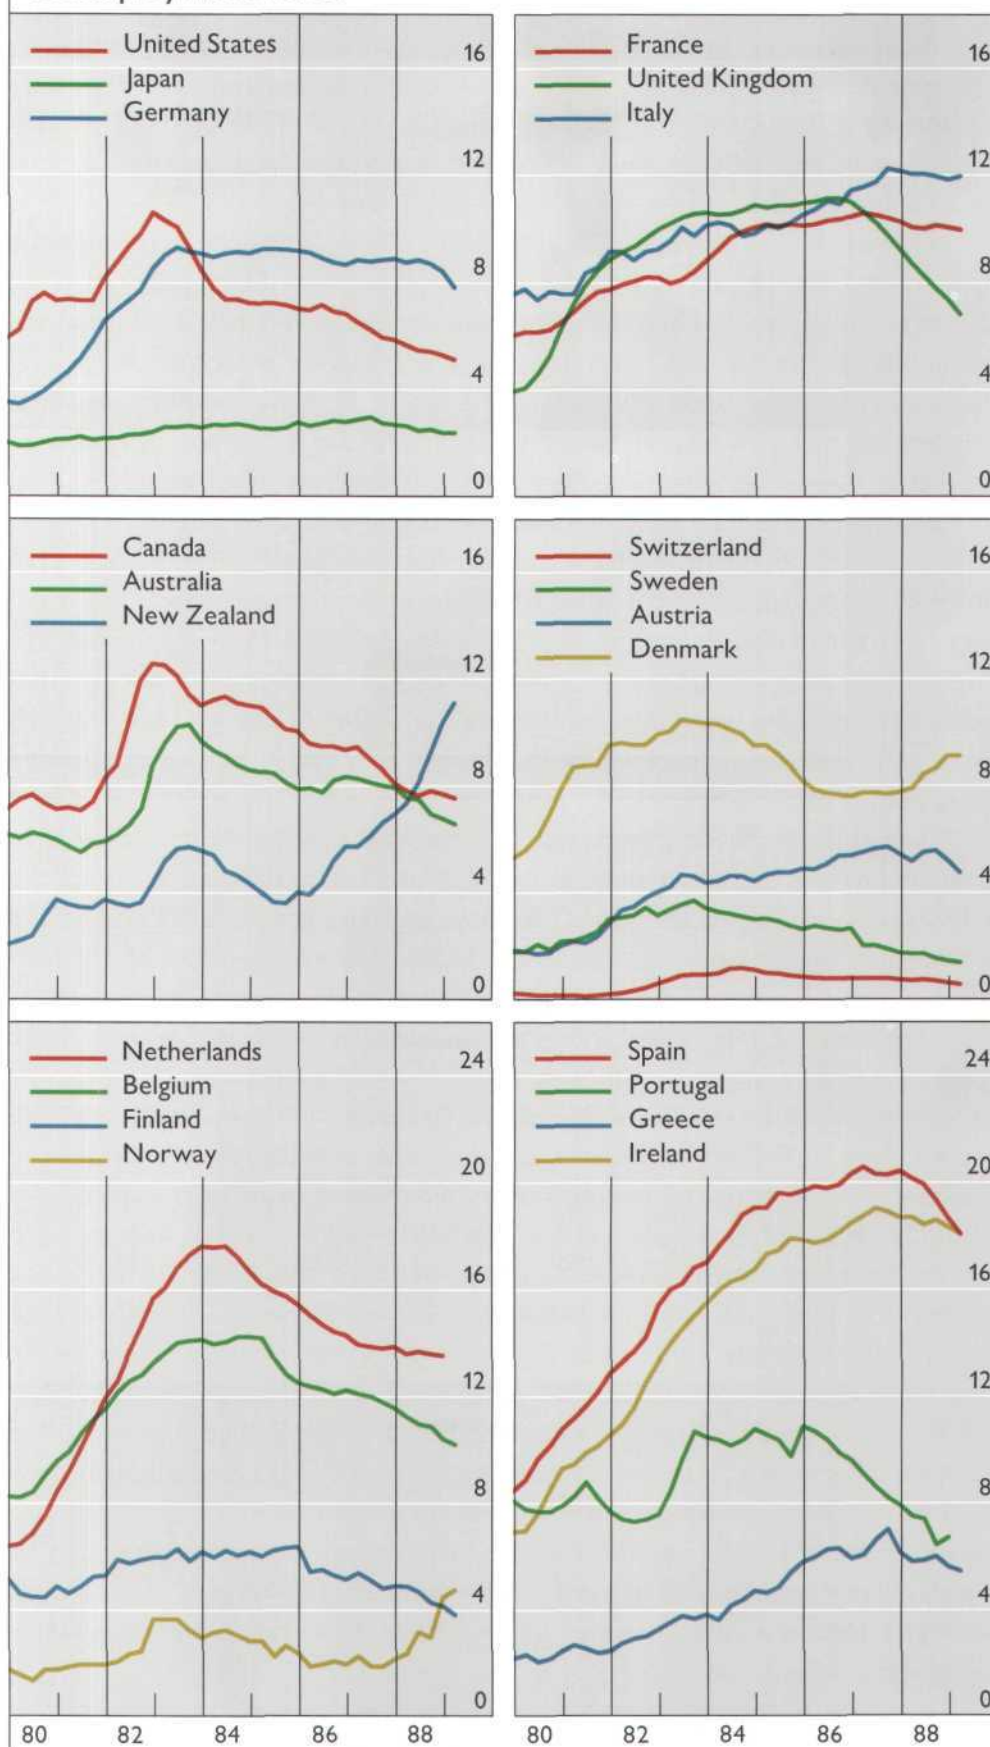 United States
Japan
Germany
16
12
8
4
0
France
United Kingdom
Italy
16
12
8
4
0
Canada
Australia
New Zealand
16
12
8
4
0
Switzerland
Sweden
Austria
Denmark
16
12
8
4
0
Netherlands
Belgium
Finland
Norway
24
20
16
12
8
4
0
80 82 84 86 88
Spain
Portugal
Greece
Ireland
24
20
16
12
8
4
0
80 82 84 86 88